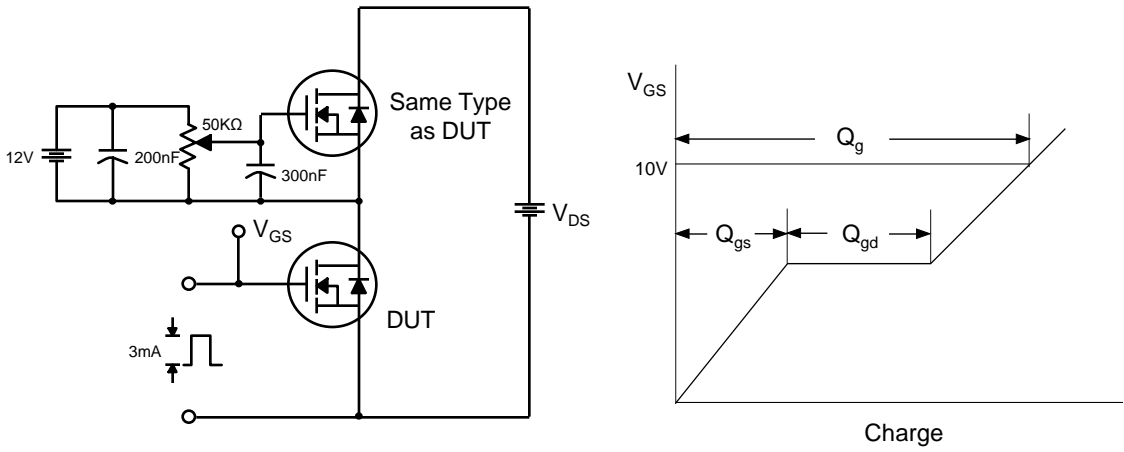 Same Type
as DUT
50KΩ
12V
200nF
300nF
V_GS
V_DS
DUT
3mA
V_GS
Q_g
10V
Q_gs
Q_gd
Charge